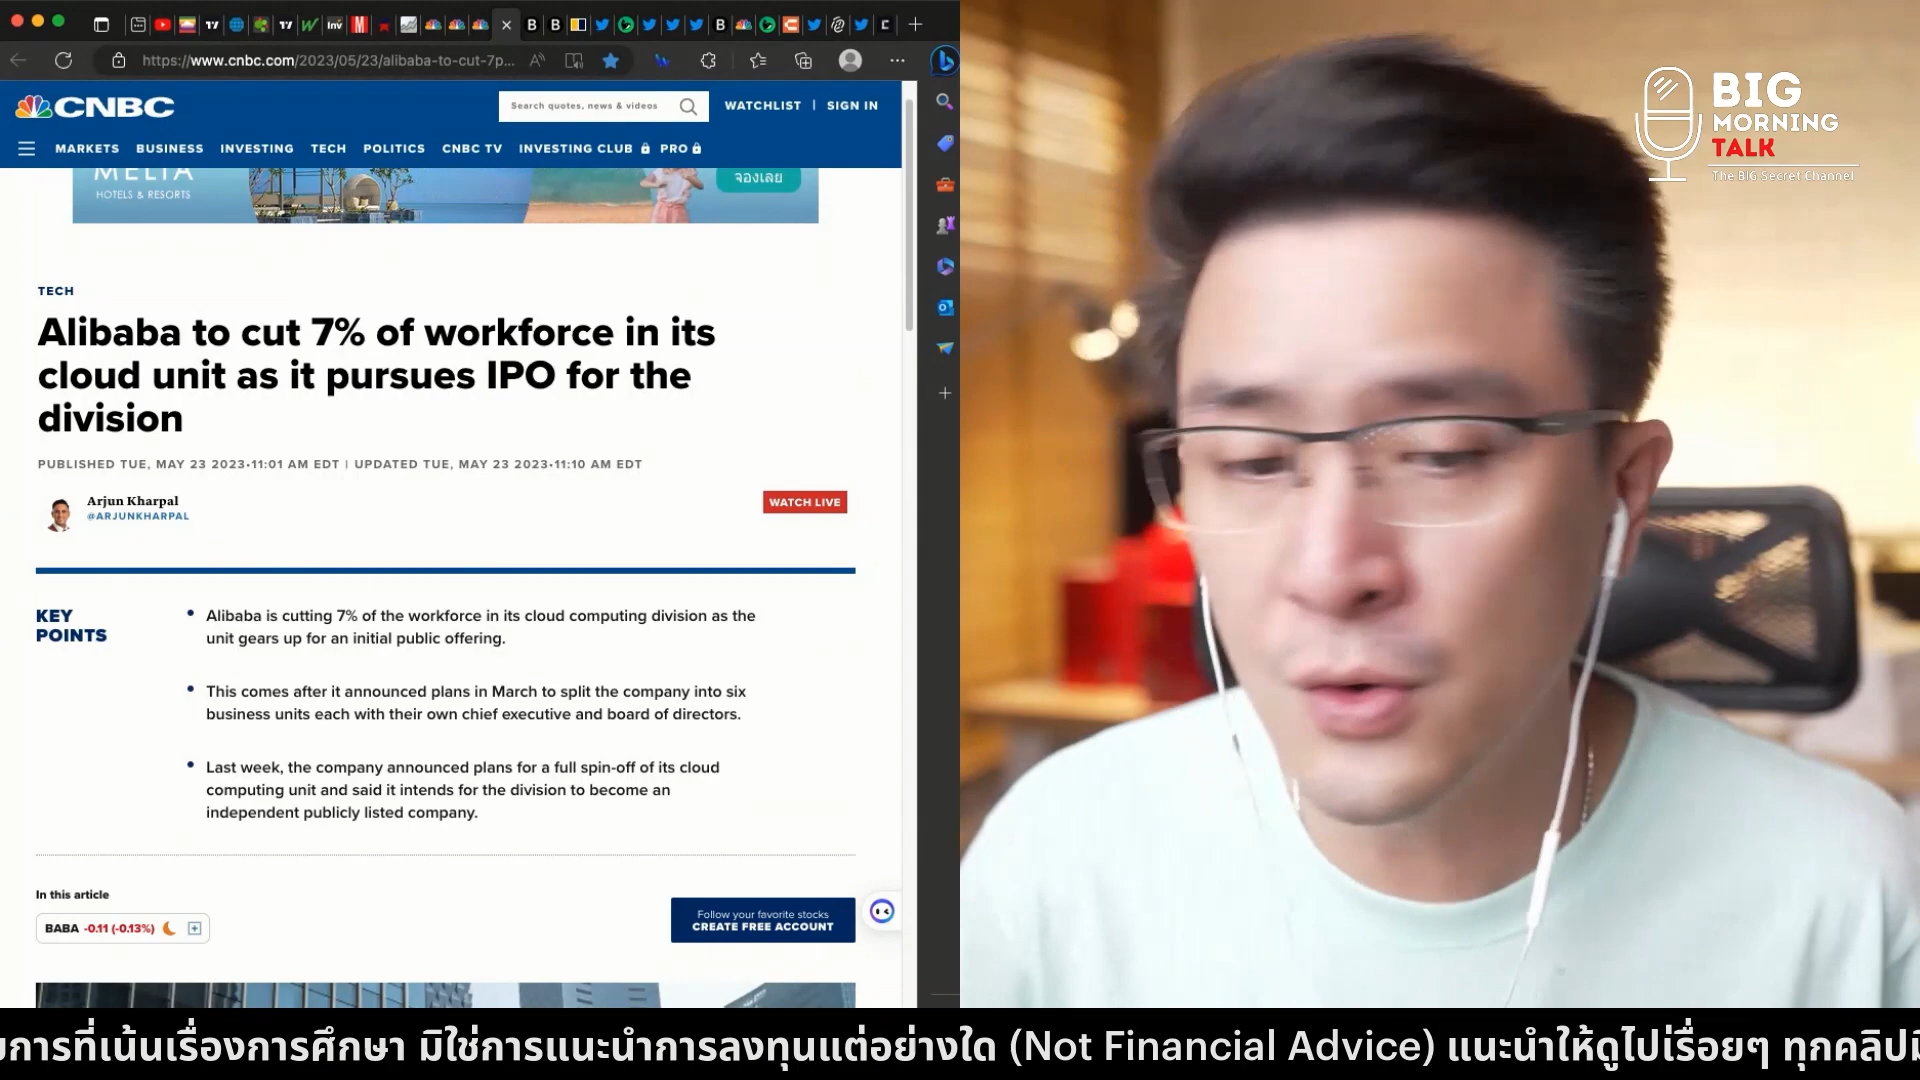 https://www.cnbc.com/2023/05/23/alibaba-to-cut-7p...
CNBC
Search quotes, news & videos
WATCHLIST | SIGN IN
MARKETS BUSINESS INVESTING TECH POLITICS CNBC TV INVESTING CLUB PRO
MELIA
HOTELS & RESORTS
จองเลย
TECH
Alibaba to cut 7% of workforce in its
cloud unit as it pursues IPO for the
division
PUBLISHED TUE, MAY 23 2023•11:01 AM EDT | UPDATED TUE, MAY 23 2023•11:10 AM EDT
Arjun Kharpal
@ARJUNKHARPAL
WATCH LIVE
KEY
POINTS
• Alibaba is cutting 7% of the workforce in its cloud computing division as the
unit gears up for an initial public offering.
• This comes after it announced plans in March to split the company into six
business units each with their own chief executive and board of directors.
• Last week, the company announced plans for a full spin-off of its cloud
computing unit and said it intends for the division to become an
independent publicly listed company.
In this article
BABA -0.11 (-0.13%)
Follow your favorite stocks
CREATE FREE ACCOUNT
BIG
MORNING
TALK
The BIG Secret Channel
การที่เน้นเรื่องการศึกษา มิใช่การแนะนำการลงทุนแต่อย่างใด (Not Financial Advice) แนะนำให้ดูไปเรื่อยๆ ทุกคลิป